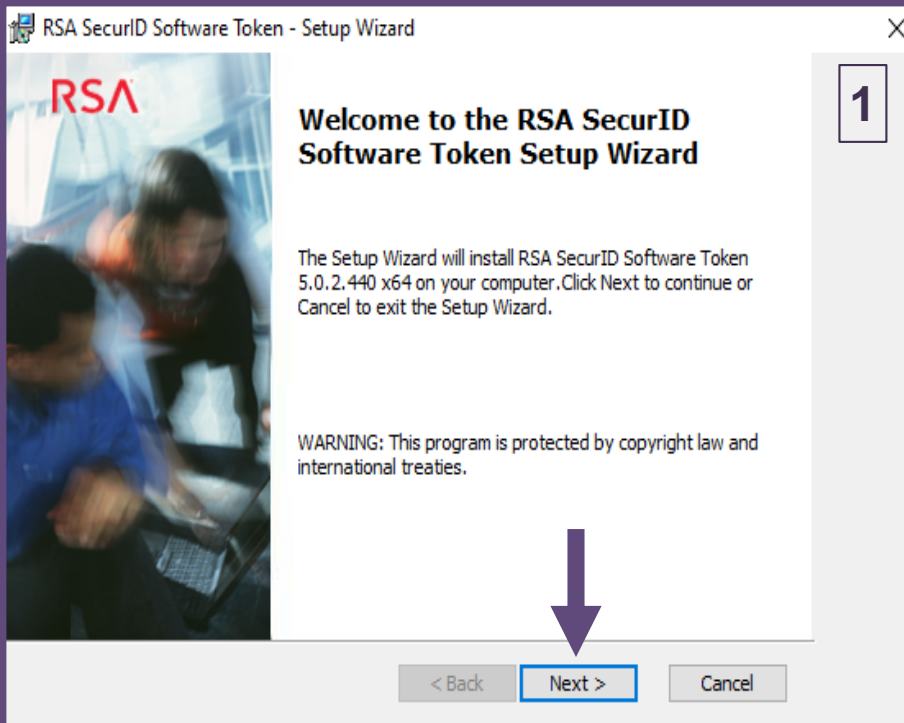 RSA SecurID Software Token - Setup Wizard
RSA
1
Welcome to the RSA SecurID
Software Token Setup Wizard
The Setup Wizard will install RSA SecurID Software Token
5.0.2.440 x64 on your computer.Click Next to continue or
Cancel to exit the Setup Wizard.
WARNING: This program is protected by copyright law and
international treaties.
< Back
Next >
Cancel